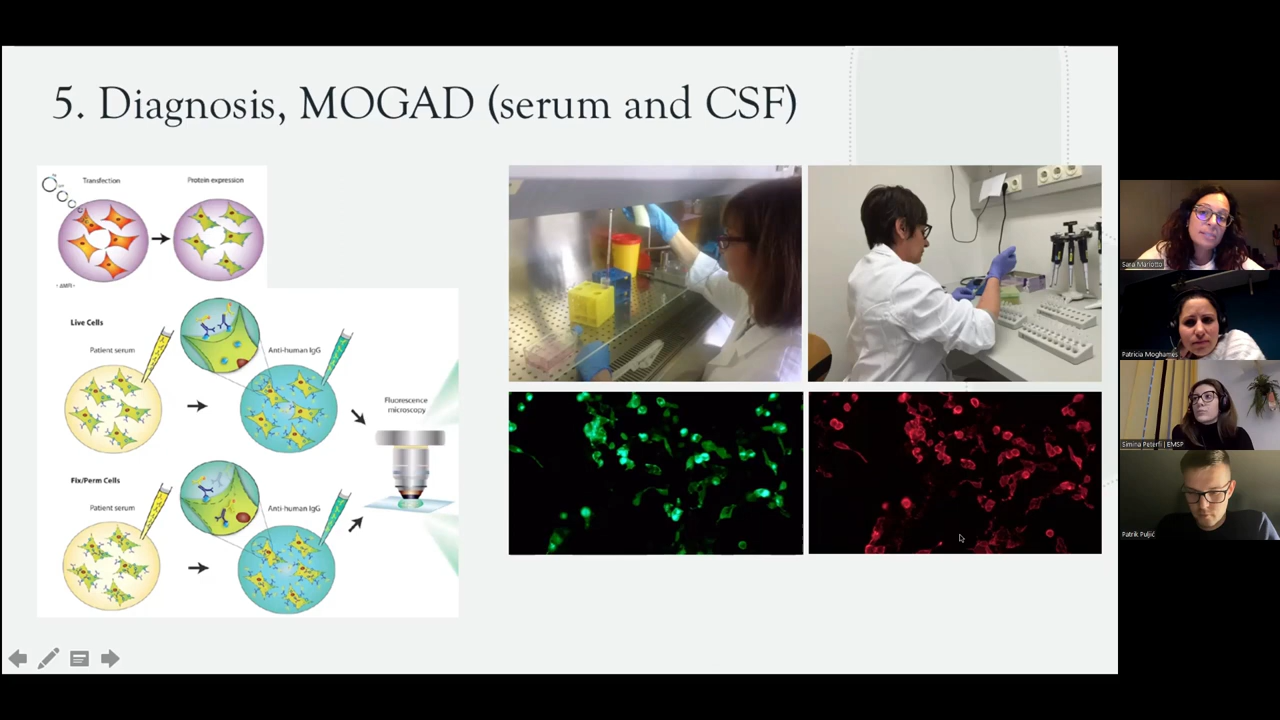 5. Diagnosis, MOGAD (serum and CSF)
Transfection
Protein expression
Live Cells
Patient serum
Anti-human IgG
Fluorescence
microscopy
Fix/Perm Cells
Patient serum
Anti-human IgG
Sara Mariotto
Patricia Moghames
Simina Peterfi | EMSP
Patrik Puljić